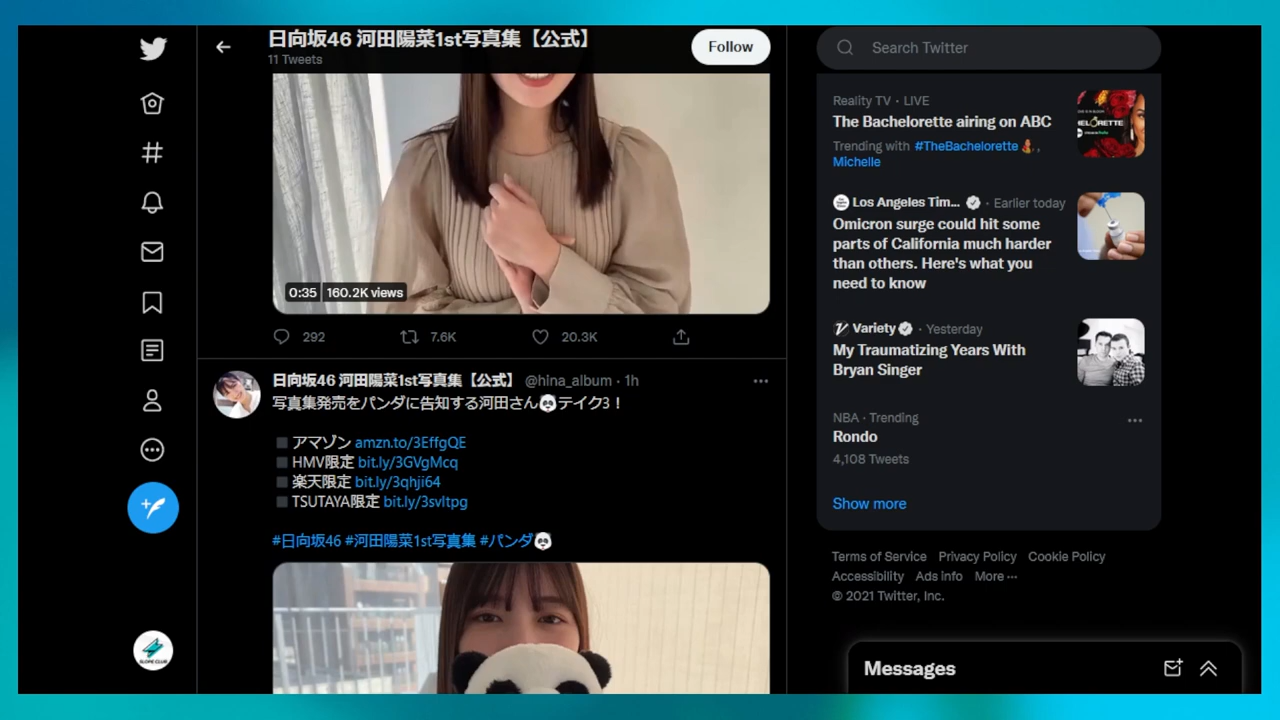 日向坂46 河田陽菜1st写真集【公式】
11 Tweets
Follow
0:35 160.2K views
292 7.6K 20.3K
日向坂46 河田陽菜1st写真集【公式】 @hina_album · 1h
写真集発売をパンダに告知する河田さん🐼テイク3！
◼アマゾン amzn.to/3EffgQE
◼HMV限定 bit.ly/3GVgMcq
◼楽天限定 bit.ly/3qhji64
◼TSUTAYA限定 bit.ly/3svltpg
#日向坂46 #河田陽菜1st写真集 #パンダ🐼
SLOPE CLUB
Search Twitter
Reality TV · LIVE
The Bachelorette airing on ABC
Trending with #TheBachelorette , ,
Michelle
Los Angeles Tim... · Earlier today
Omicron surge could hit some
parts of California much harder
than others. Here's what you
need to know
Variety · Yesterday
My Traumatizing Years With
Bryan Singer
NBA · Trending
Rondo
4,108 Tweets
Show more
Terms of Service Privacy Policy Cookie Policy
Accessibility Ads info More ···
© 2021 Twitter, Inc.
Messages